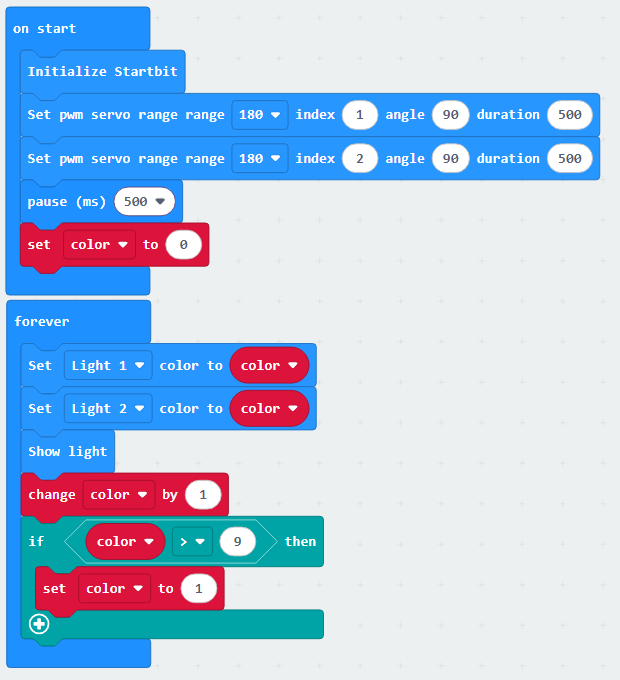 on start
Initialize Startbit
Set pwm servo range range 180 index 1 angle 90 duration 500
Set pwm servo range range 180 index 2 angle 90 duration 500
pause (ms) 500
set color to 0
forever
Set Light 1 color to color
Set Light 2 color to color
Show light
change color by 1
if color > 9 then
set color to 1